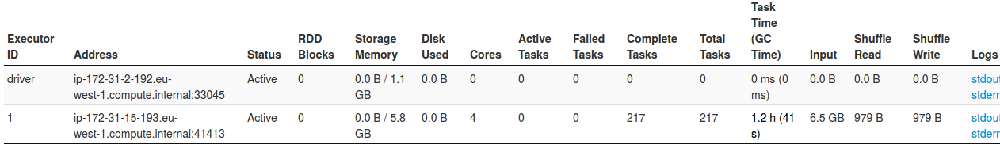 Executor ID Address Status RDD Blocks Storage Memory Disk Used Cores Active Tasks Failed Tasks Complete Tasks Total Tasks Task Time (GC Time) Input Shuffle Read Shuffle Write Logs
driver ip-172-31-2-192.eu-west-1.compute.internal:33045 Active 0 0.0 B / 1.1 GB 0.0 B 0 0 0 0 0 0 ms (0 ms) 0.0 B 0.0 B 0.0 B stdout stderr
1 ip-172-31-15-193.eu-west-1.compute.internal:41413 Active 0 0.0 B / 5.8 GB 0.0 B 4 0 0 217 217 1.2 h (41 s) 6.5 GB 979 B 979 B stdout stderr